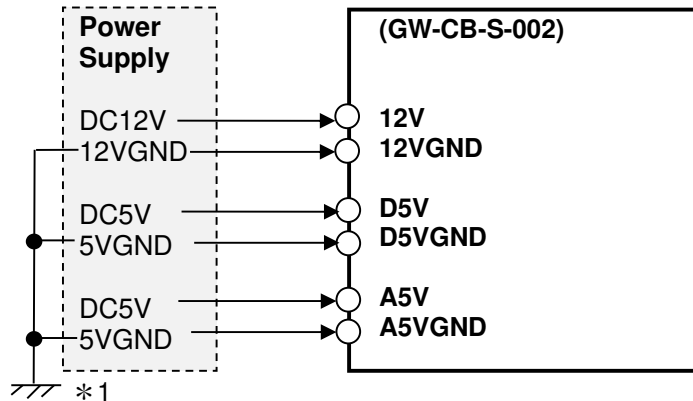 Power
Supply
DC12V
12VGND
DC5V
5VGND
DC5V
5VGND
＊1
(GW-CB-S-002)
12V
12VGND
D5V
D5VGND
A5V
A5VGND